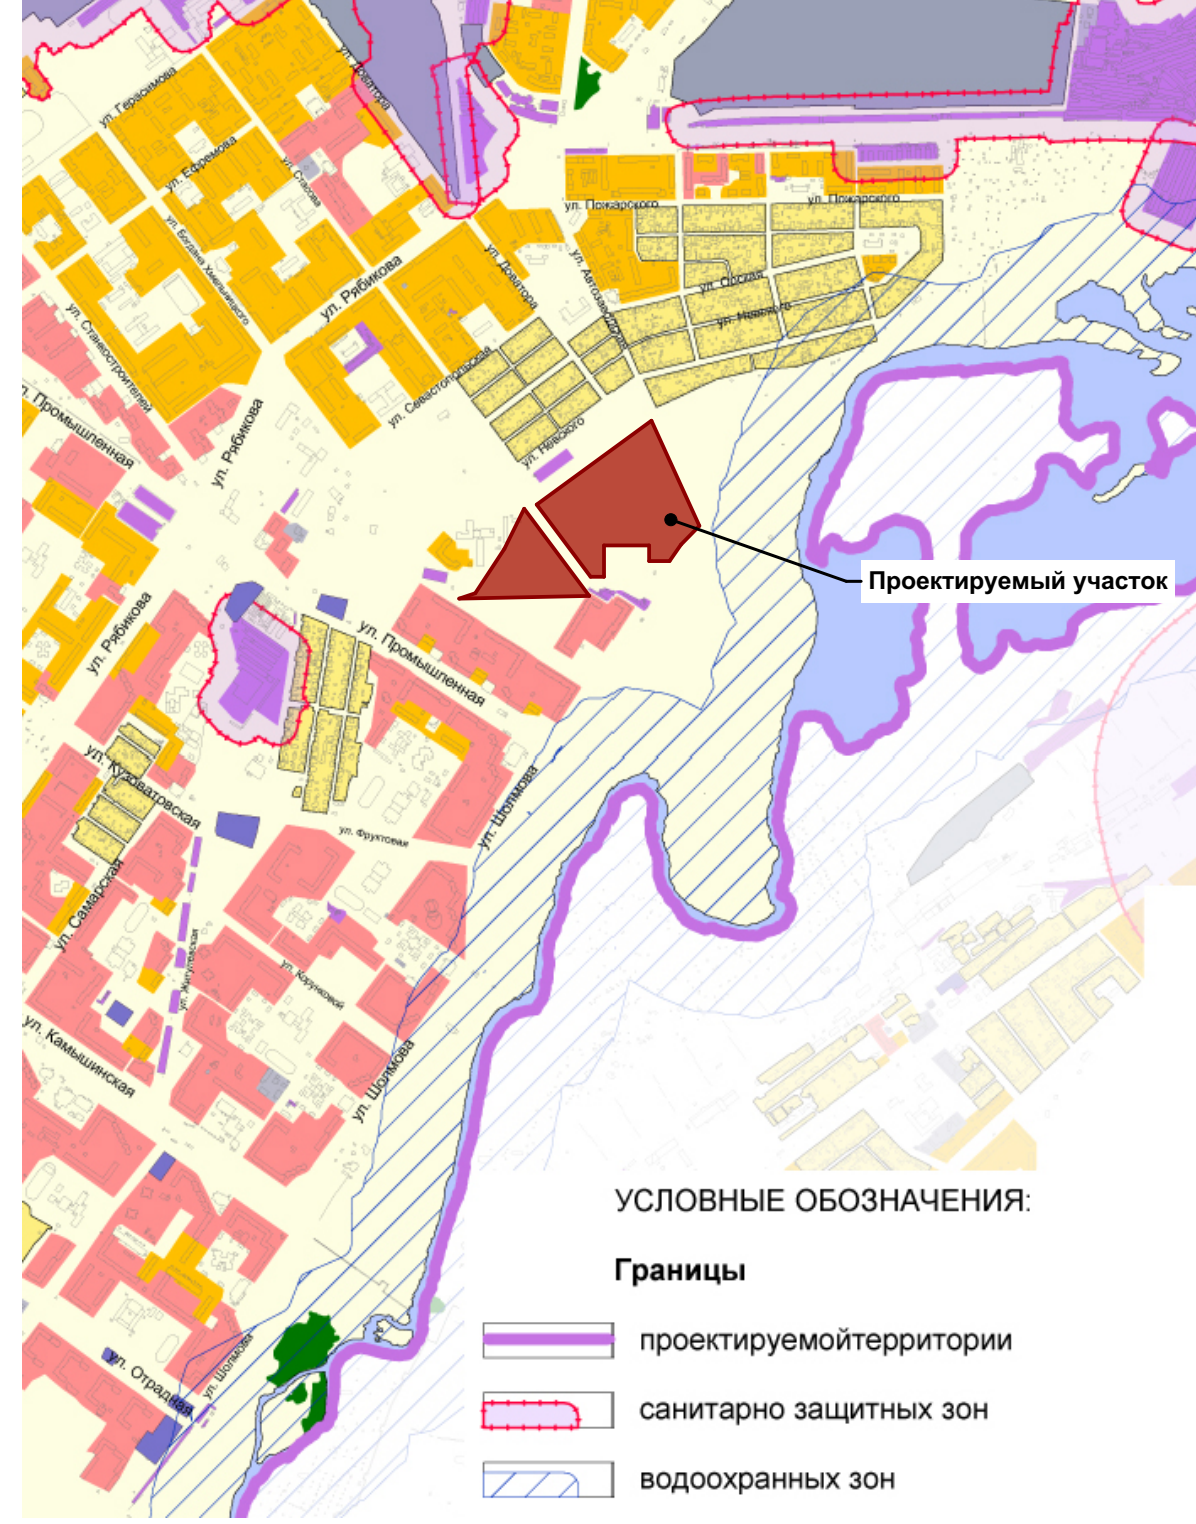 ул. Доватора
ул. Герасимова
ул. Ефремова
ул. Стасова
ул. Пожарского
ул. Пожарского
ул. Богдана Хмельницкого
ул. Рябикова
ул. Доватора
ул. Автозаводская
ул. Орская
ул. Невского
ул. Станкостроителей
ул. Севастопольская
л. Промышленная
ул. Рябикова
ул. Невского
Проектируемый участок
ул. Рябикова
ул. Промышленная
ул. Кузоватовская
ул. Шолмова
ул. Фруктовая
ул. Самарская
ул. Жигулевская
ул. Корунковой
ул. Камышинская
ул. Шолмова
УСЛОВНЫЕ ОБОЗНАЧЕНИЯ:
Границы
проектируемойтерритории
ул. Шолмова
ул. Отрадная
санитарно защитных зон
водоохранных зон